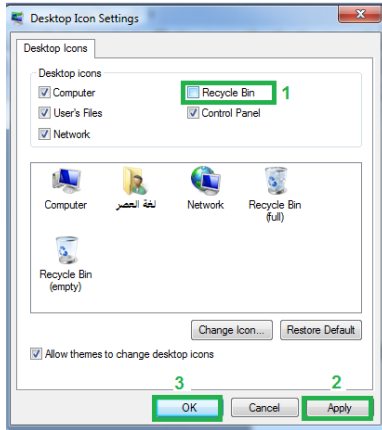 Desktop Icon Settings
Desktop Icons
Desktop icons
Computer
Recycle Bin
1
User's Files
Control Panel
Network
Computer
لغة العصر
Network
Recycle Bin
(full)
Recycle Bin
(empty)
Change Icon...
Restore Default
Allow themes to change desktop icons
3
2
OK
Cancel
Apply